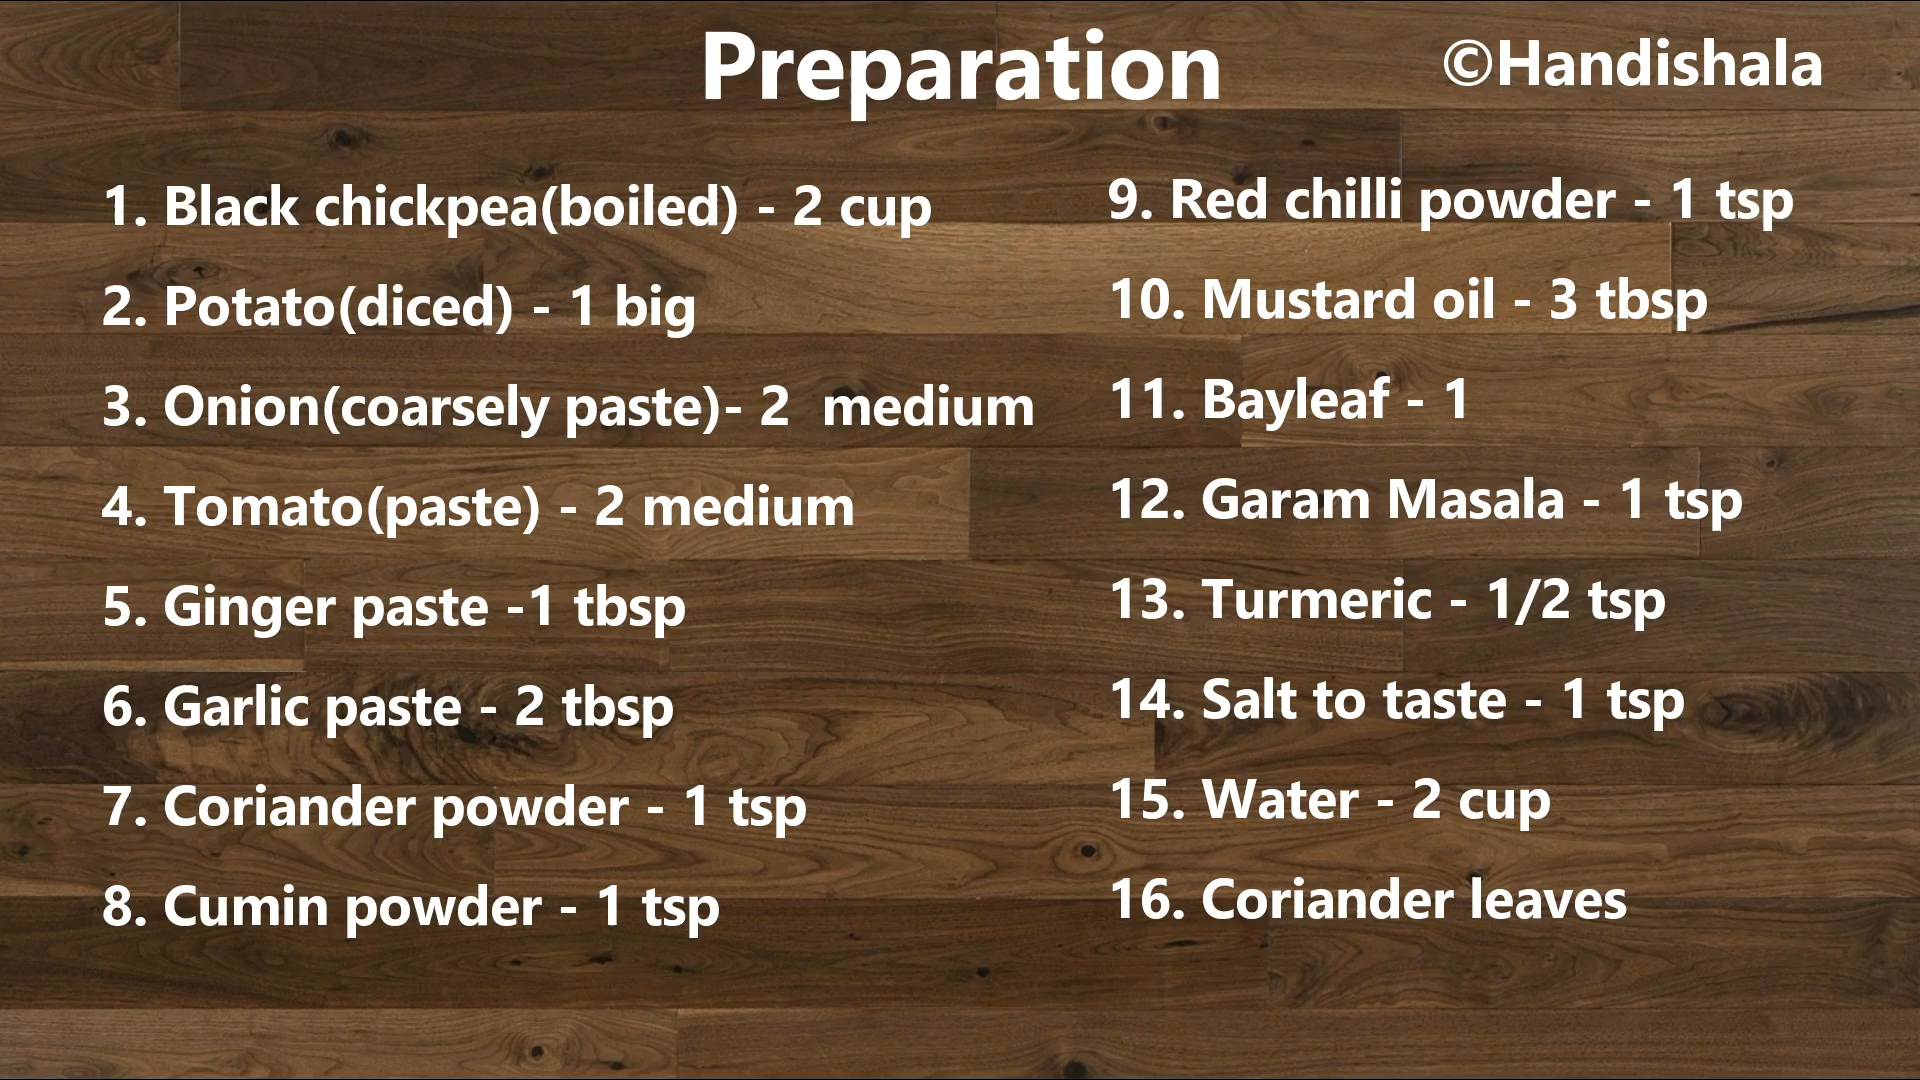 Preparation
©Handishala
1. Black chickpea(boiled) - 2 cup
2. Potato(diced) - 1 big
3. Onion(coarsely paste)- 2  medium
4. Tomato(paste) - 2 medium
5. Ginger paste -1 tbsp
6. Garlic paste - 2 tbsp
7. Coriander powder - 1 tsp
8. Cumin powder - 1 tsp
9. Red chilli powder - 1 tsp
10. Mustard oil - 3 tbsp
11. Bayleaf - 1
12. Garam Masala - 1 tsp
13. Turmeric - 1/2 tsp
14. Salt to taste - 1 tsp
15. Water - 2 cup
16. Coriander leaves